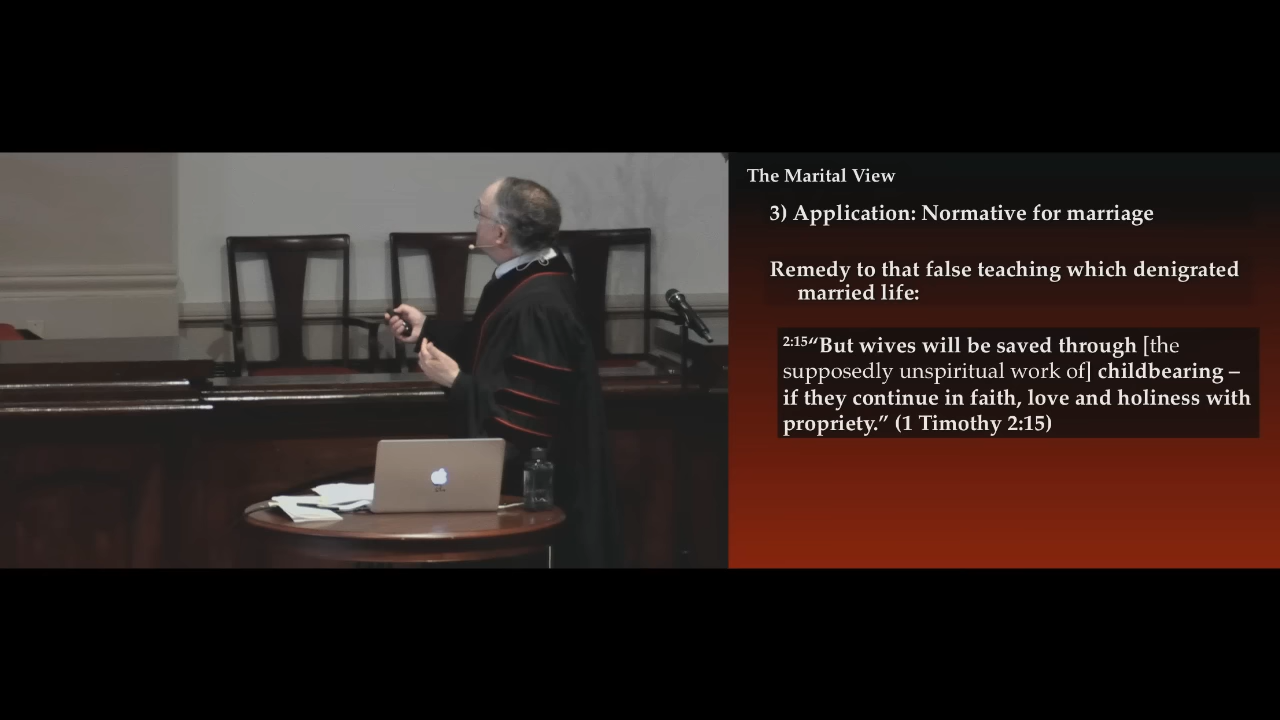 The Marital View
3) Application: Normative for marriage
Remedy to that false teaching which denigrated
married life:
2:15“But wives will be saved through [the
supposedly unspiritual work of] childbearing –
if they continue in faith, love and holiness with
propriety.” (1 Timothy 2:15)